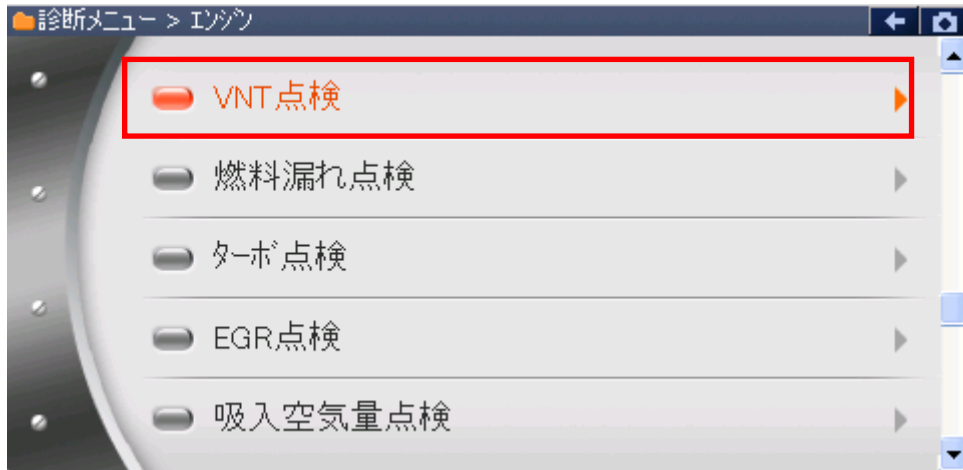 診断メニュー > エンジン
VNT点検
燃料漏れ点検
ターボ点検
EGR点検
吸入空気量点検